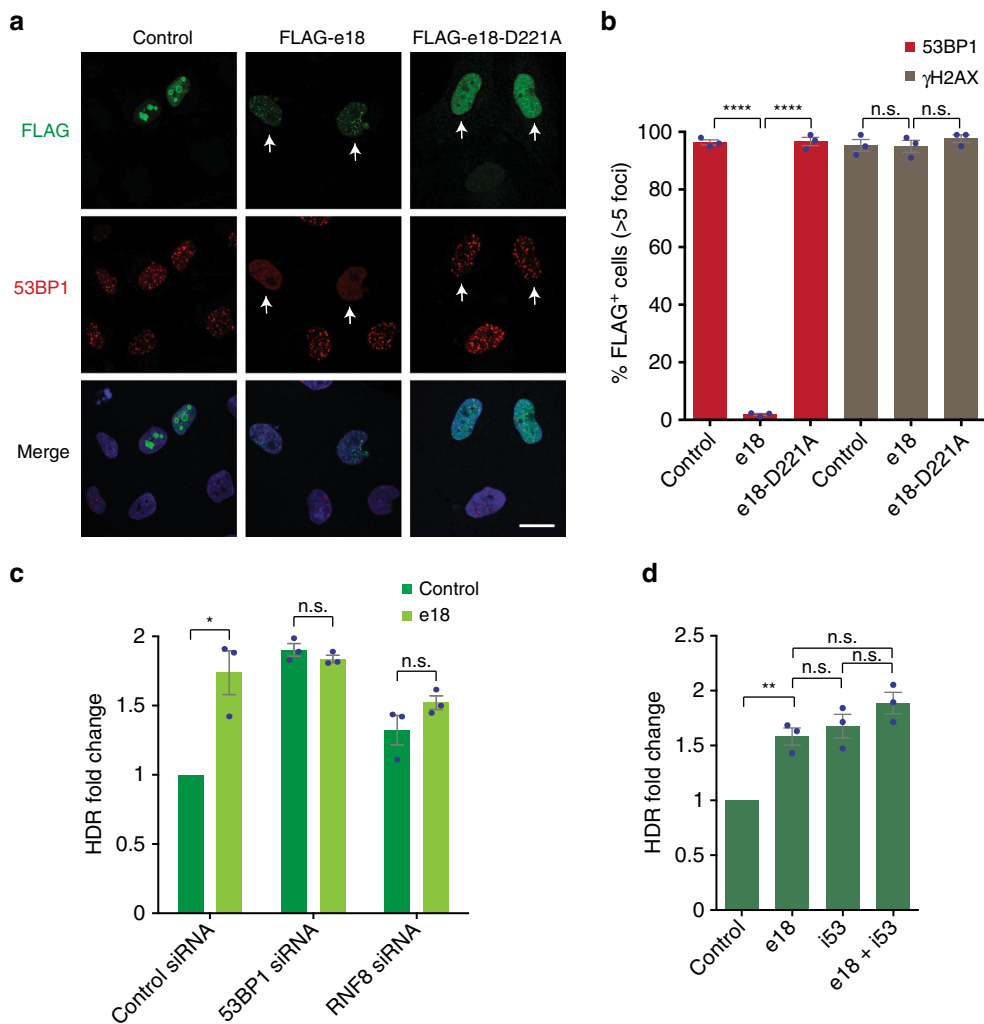 a
Control
FLAG-e18
FLAG-e18-D221A
FLAG
53BP1
Merge
b
53BP1
γH2AX
****
****
n.s.
n.s.
% FLAG+ cells (>5 foci)
100
80
60
40
20
0
Control
e18
e18-D221A
Control
e18
e18-D221A
c
Control
e18
*
n.s.
n.s.
HDR fold change
2
1.5
1
0.5
0
Control siRNA
53BP1 siRNA
RNF8 siRNA
d
n.s.
n.s.
n.s.
**
HDR fold change
2.5
2
1.5
1
0.5
0
Control
e18
i53
e18 + i53